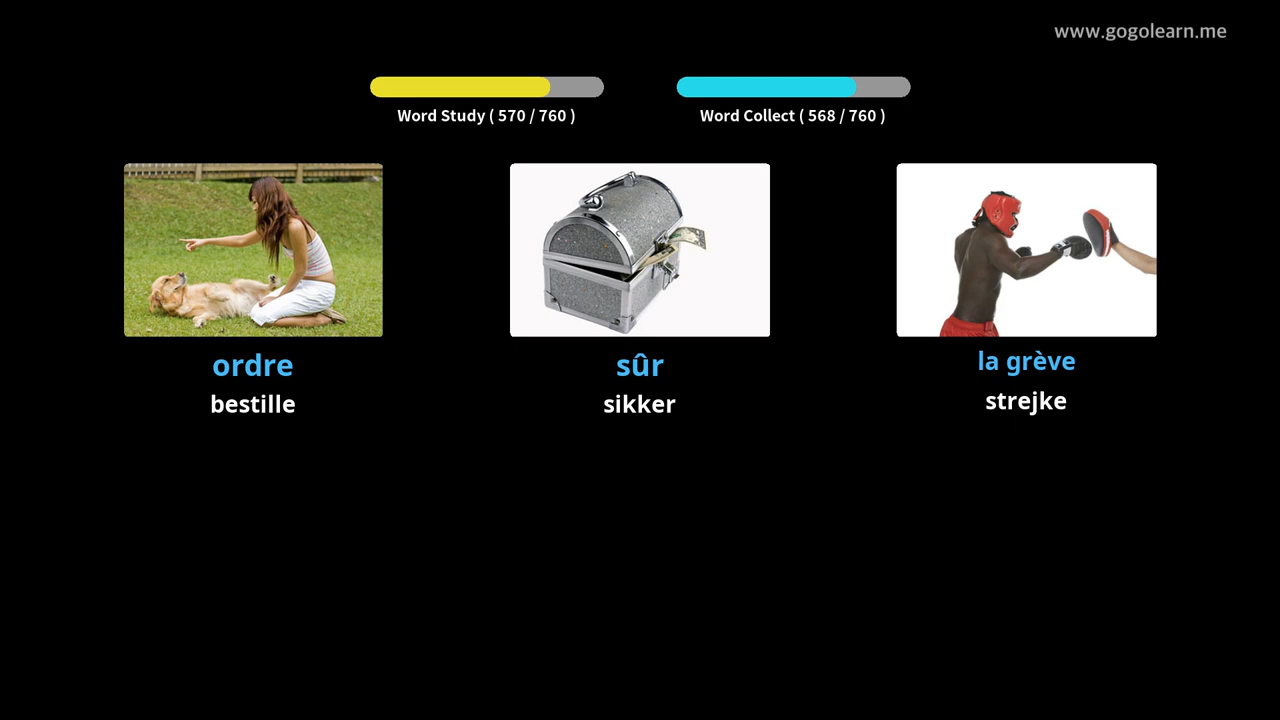 www.gogolearn.me
Word Study ( 570 / 760 )
Word Collect ( 568 / 760 )
ordre
bestille
sûr
sikker
la grève
strejke